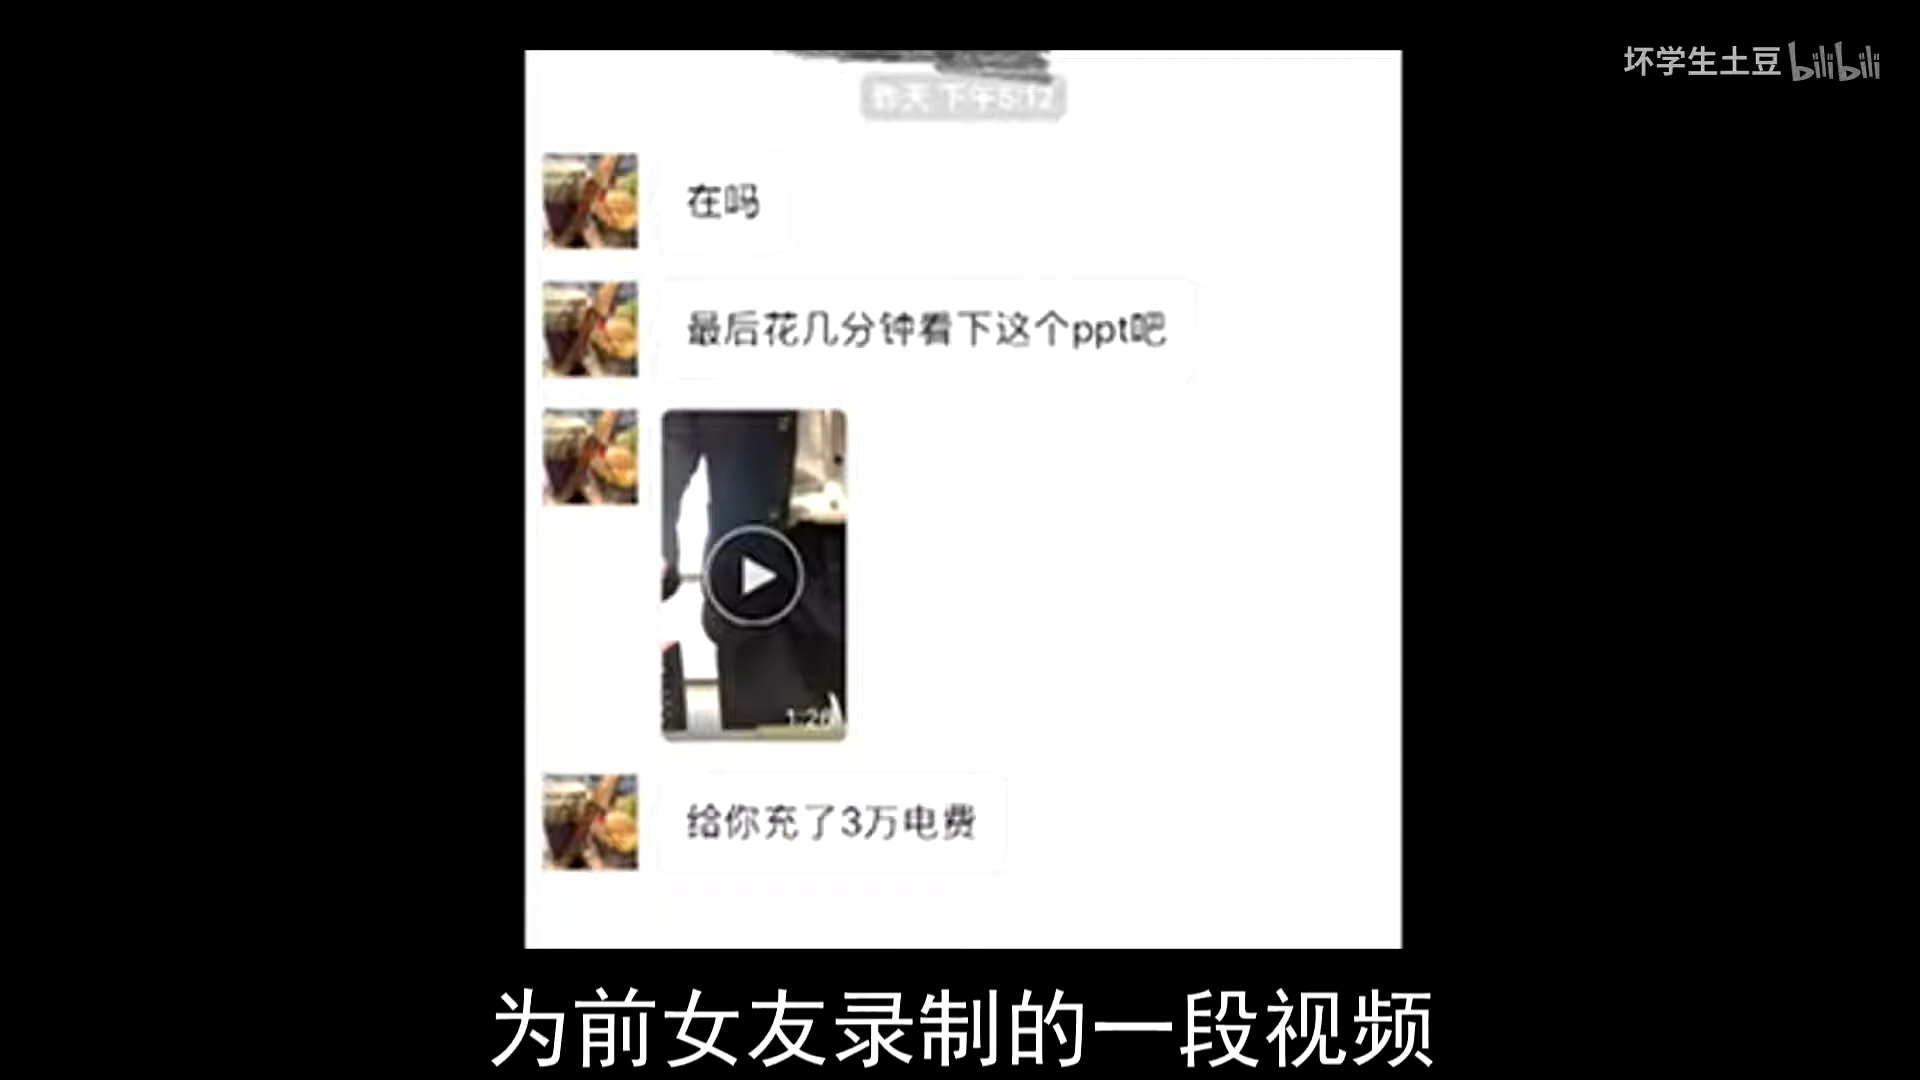 坏学生土豆 bilibili
昨天 下午5:12
在吗
最后花几分钟看下这个ppt吧
给你充了3万电费
为前女友录制的一段视频